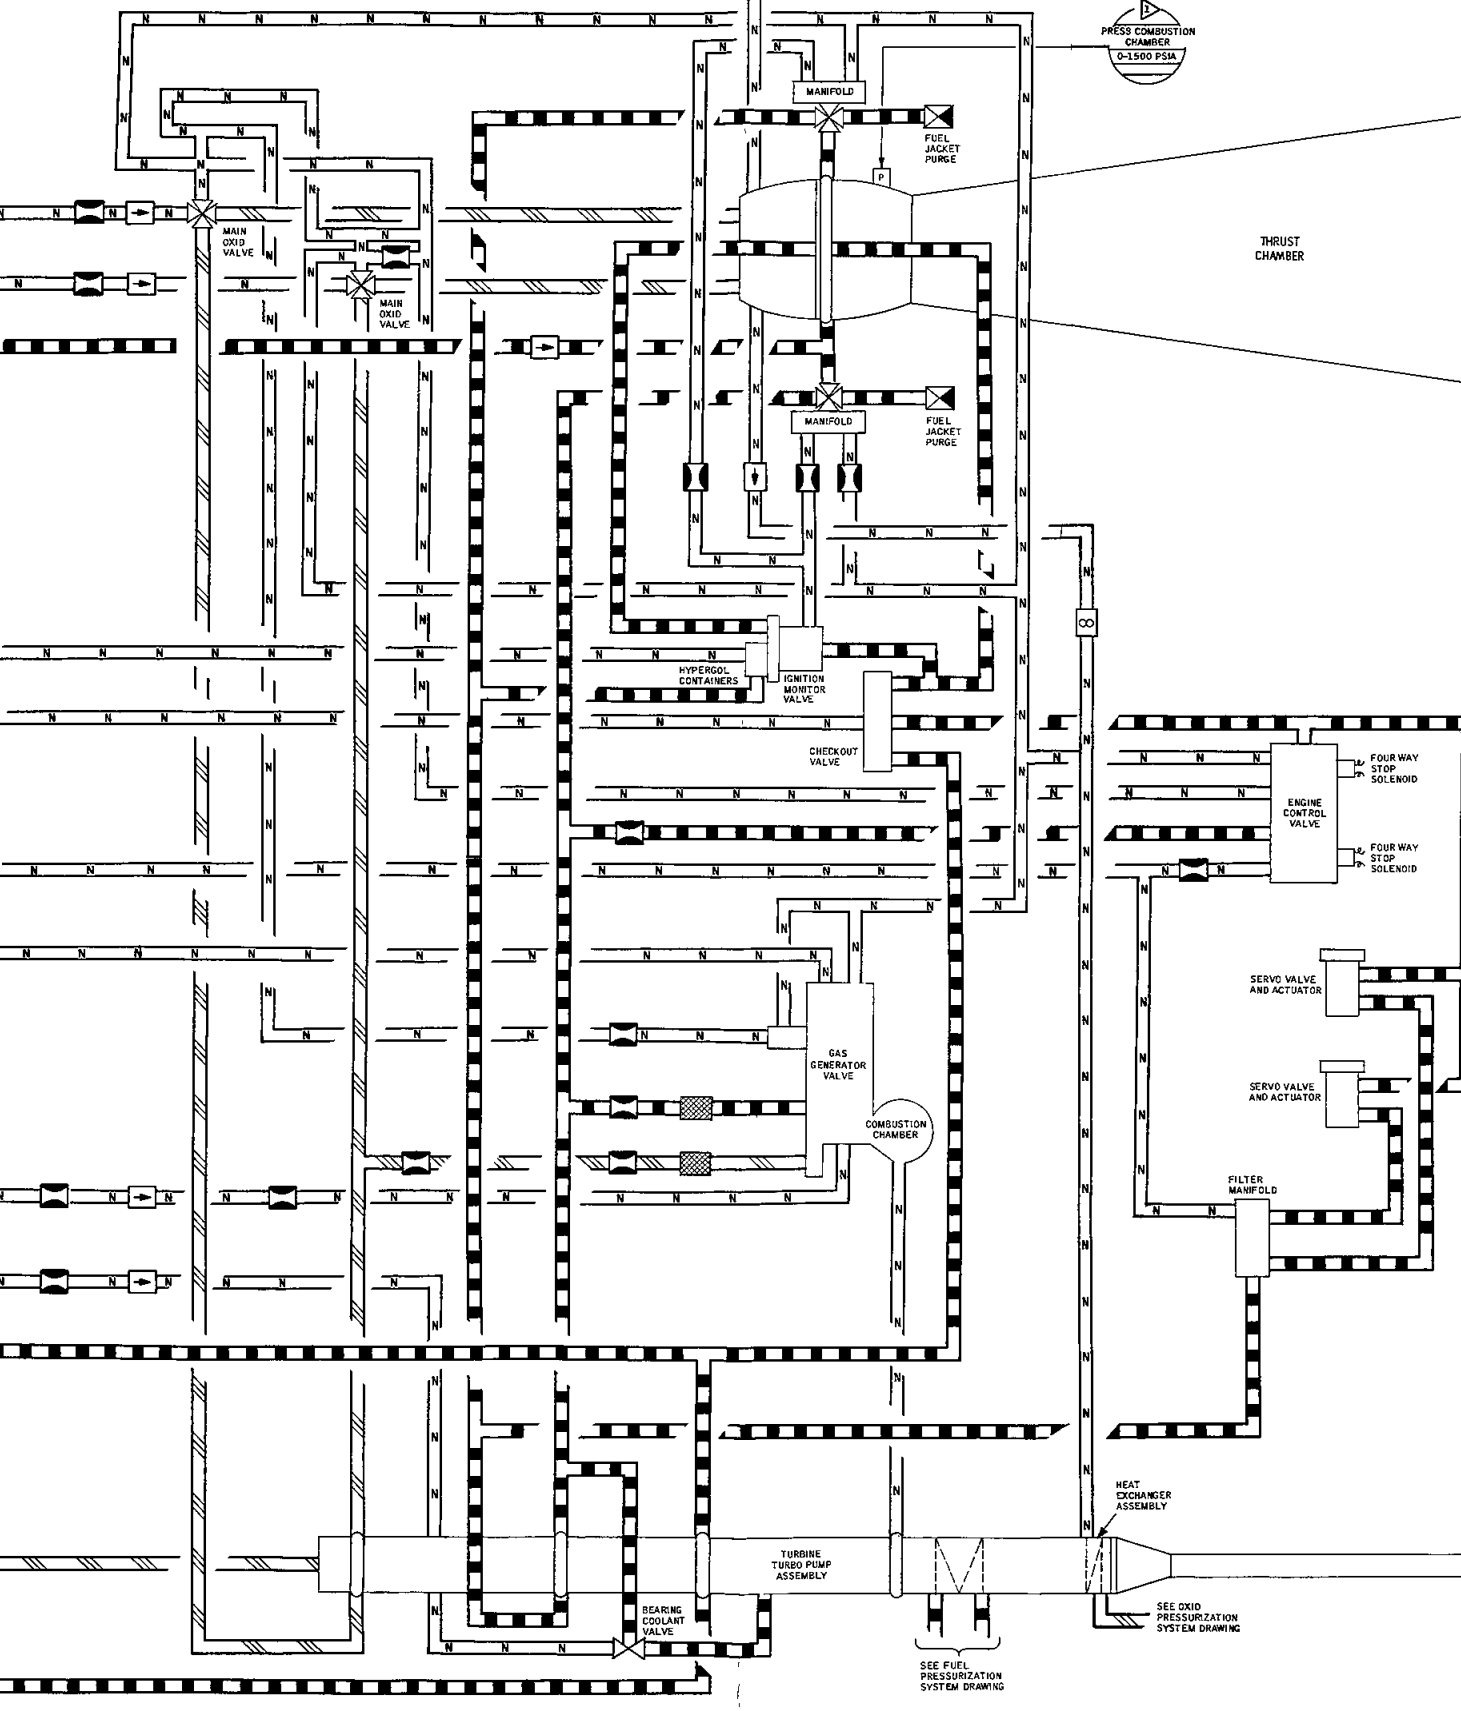 1
PRESS COMBUSTION
CHAMBER
0-1500 PSIA
MANIFOLD
FUEL
JACKET
PURGE
P
MAIN
OXID
VALVE
THRUST
CHAMBER
MAIN
OXID
VALVE
MANIFOLD
FUEL
JACKET
PURGE
8
HYPERGOL
CONTAINERS
IGNITION
MONITOR
VALVE
CHECKOUT
VALVE
FOUR WAY
STOP
SOLENOID
ENGINE
CONTROL
VALVE
FOUR WAY
STOP
SOLENOID
SERVO VALVE
AND ACTUATOR
GAS
GENERATOR
VALVE
SERVO VALVE
AND ACTUATOR
COMBUSTION
CHAMBER
FILTER
MANIFOLD
HEAT
EXCHANGER
ASSEMBLY
TURBINE
TURBO PUMP
ASSEMBLY
BEARING
COOLANT
VALVE
SEE OXID
PRESSURIZATION
SYSTEM DRAWING
SEE FUEL
PRESSURIZATION
SYSTEM DRAWING